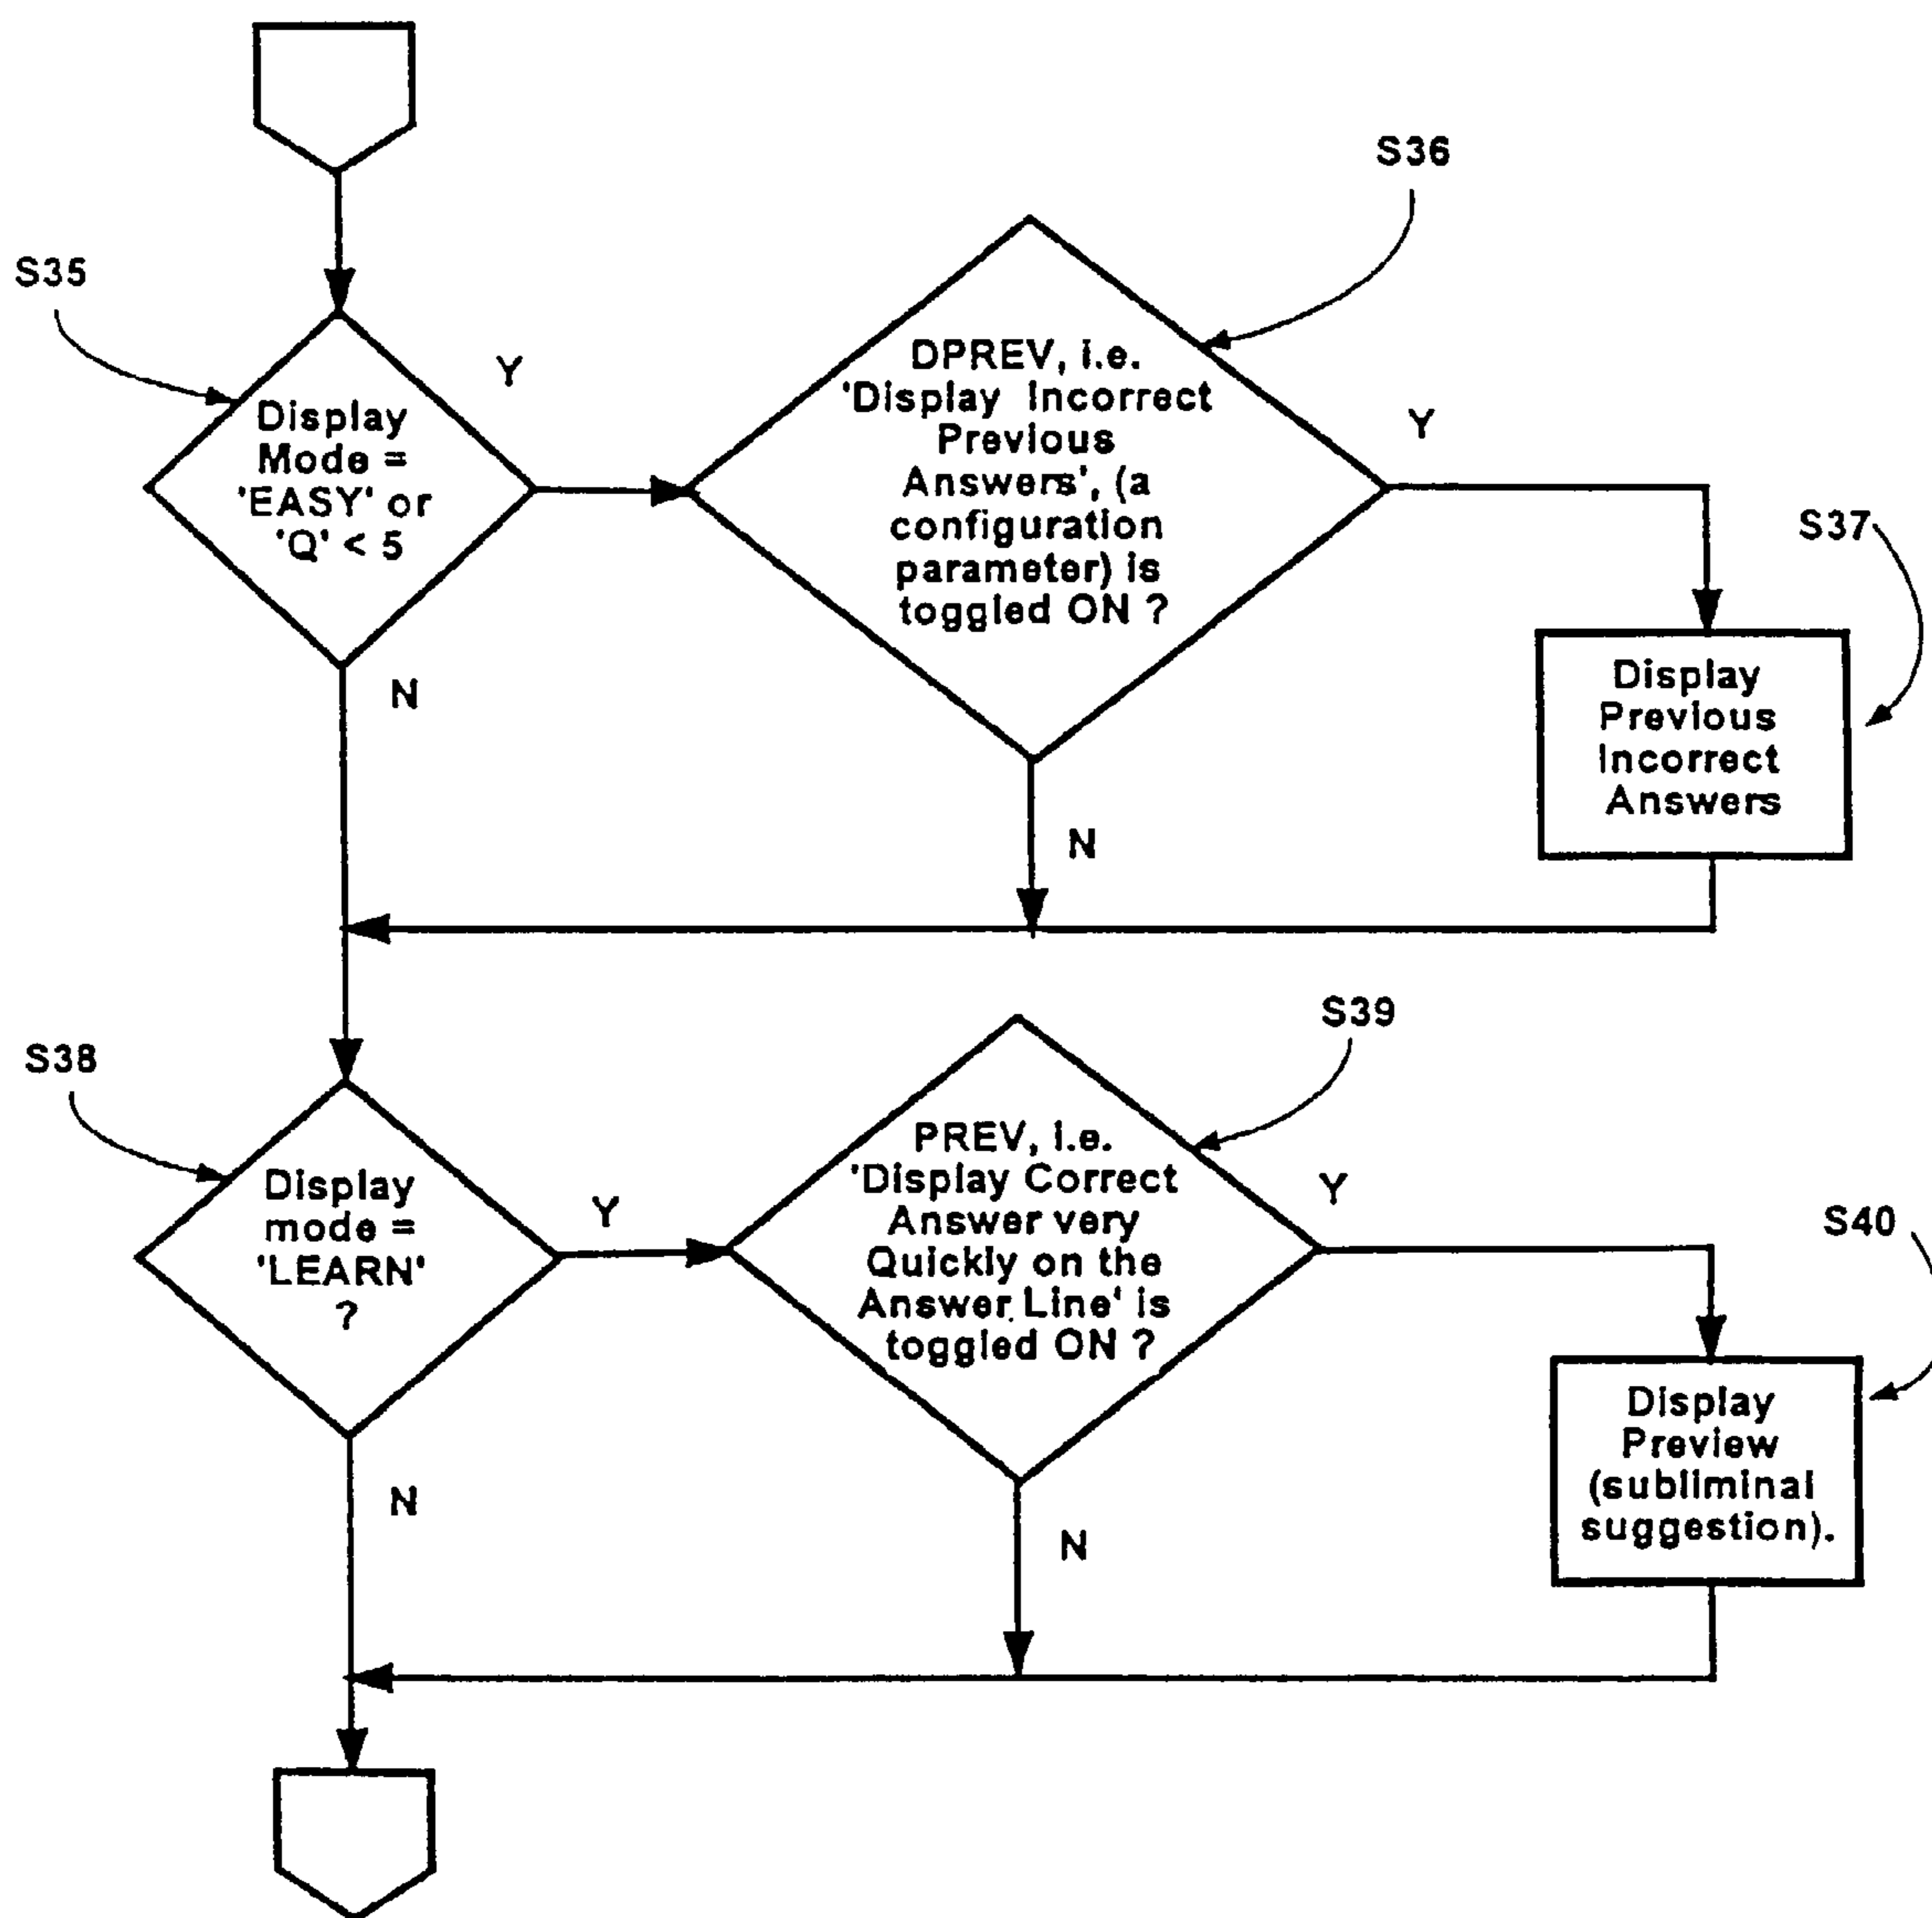 S36
S35
Y
Display
Mode =
'EASY' or
'Q' < 5
DPREV, i.e.
'Display Incorrect
Previous
Answers', (a
configuration
parameter) is
toggled ON ?
Y
S37
N
Display
Previous
Incorrect
Answers
N
S39
S38
Display
mode =
'LEARN'
?
Y
PREV, i.e.
'Display Correct
Answer very
Quickly on the
Answer Line' is
toggled ON ?
Y
S40
Display
Preview
(subliminal
suggestion).
N
N